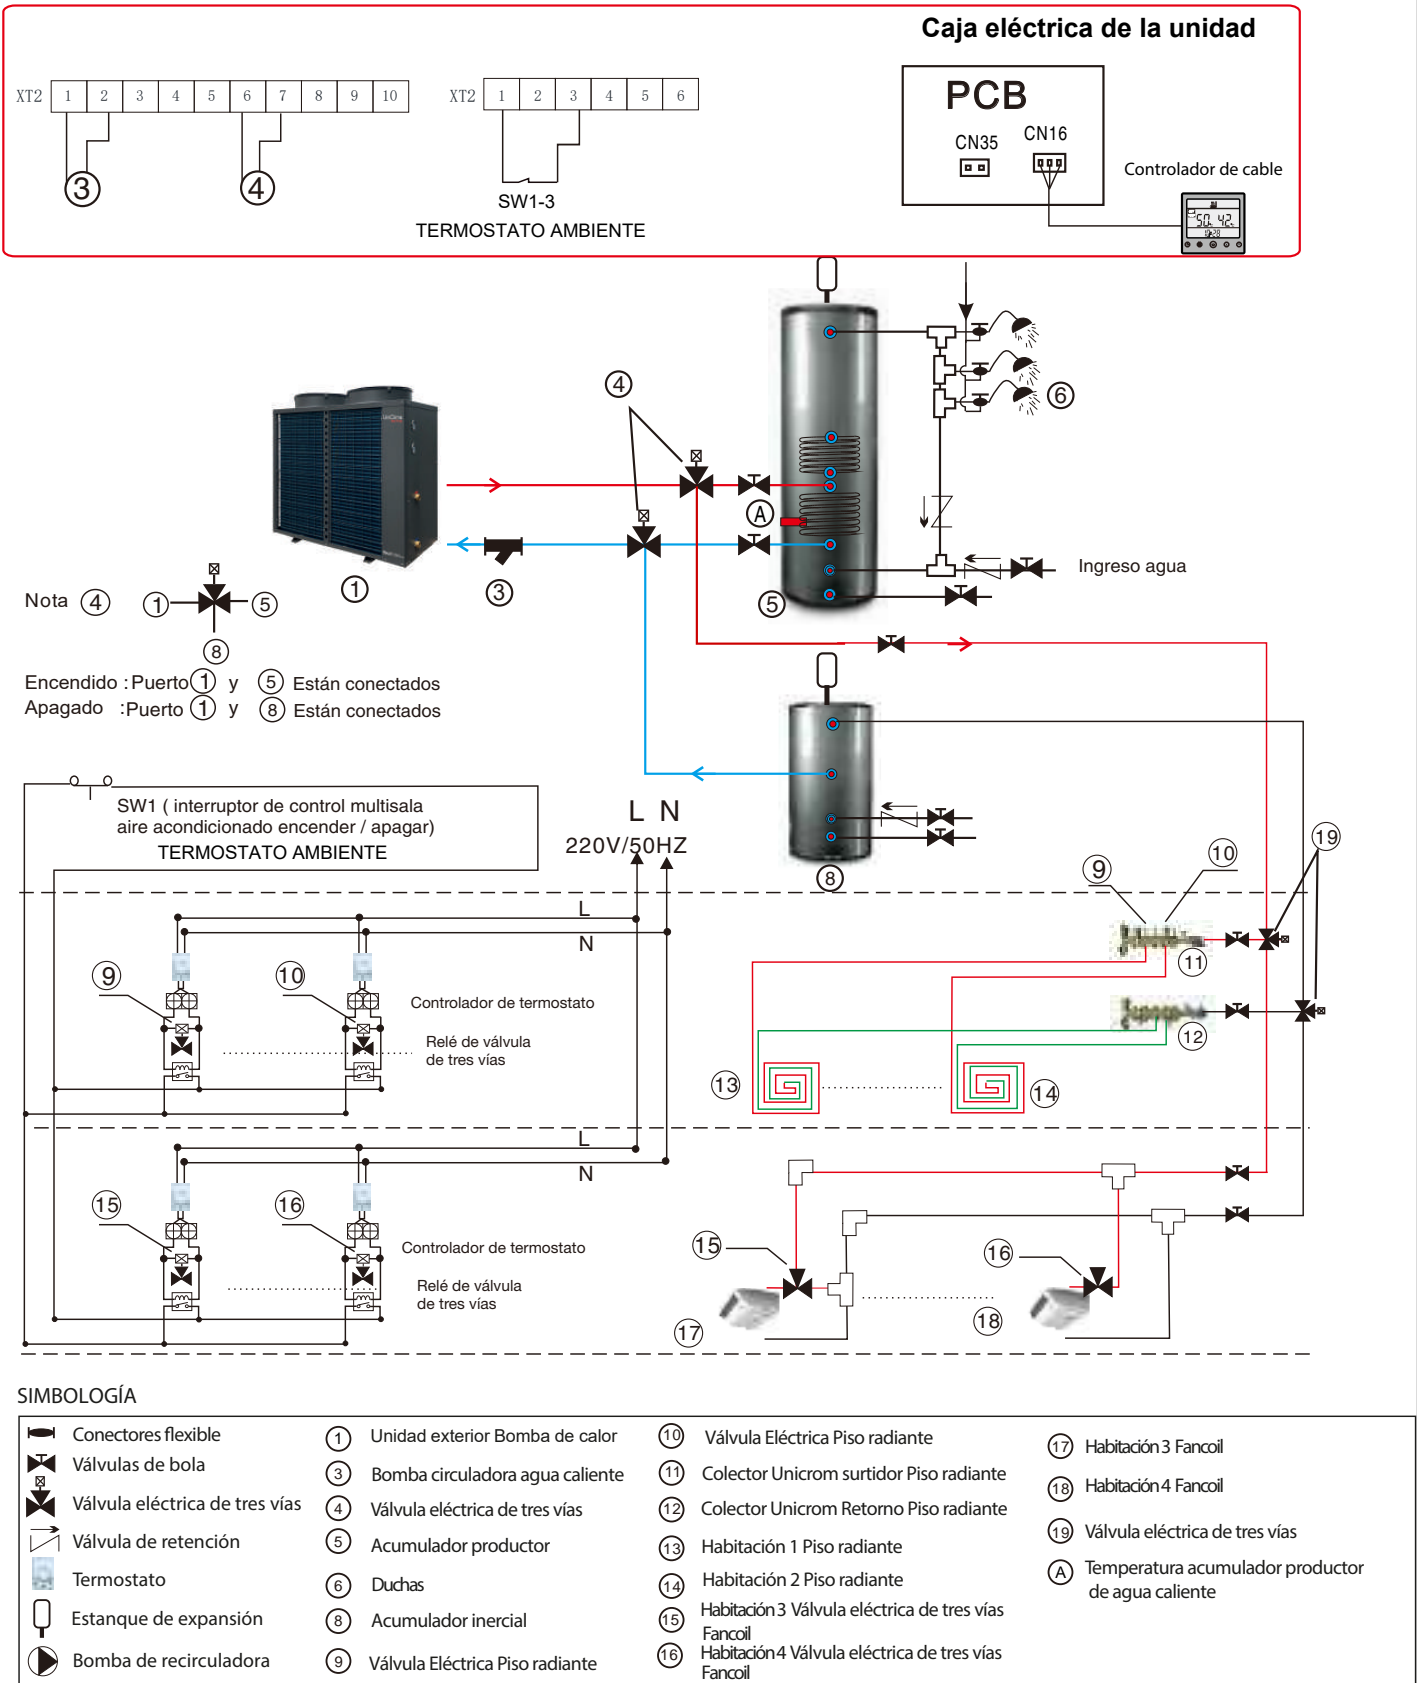 Caja eléctrica de la unidad
XT2 1 2 3 4 5 6 7 8 9 10
XT2 1 2 3 4 5 6
3
4
SW1-3
TERMOSTATO AMBIENTE
PCB
CN35
CN16
Controlador de cable
4
6
A
1
3
5
Ingreso agua
Nota 4
1
5
8
Encendido : Puerto 1 y 5 Están conectados
Apagado : Puerto 1 y 8 Están conectados
SW1 ( interruptor de control multisala
aire acondicionado encender / apagar)
TERMOSTATO AMBIENTE
L N
220V/50HZ
8
9
10
19
L
N
9
10
11
12
Controlador de termostato
Relé de válvula
de tres vías
13
14
L
N
15
16
Controlador de termostato
Relé de válvula
de tres vías
15
16
17
18
SIMBOLOGÍA
Conectores flexible
Válvulas de bola
Válvula eléctrica de tres vías
Válvula de retención
Termostato
Estanque de expansión
Bomba de recirculadora
1 Unidad exterior Bomba de calor
3 Bomba circuladora agua caliente
4 Válvula eléctrica de tres vías
5 Acumulador productor
6 Duchas
8 Acumulador inercial
9 Válvula Eléctrica Piso radiante
10 Válvula Eléctrica Piso radiante
11 Colector Unicrom surtidor Piso radiante
12 Colector Unicrom Retorno Piso radiante
13 Habitación 1 Piso radiante
14 Habitación 2 Piso radiante
15 Habitación 3 Válvula eléctrica de tres vías
Fancoil
16 Habitación 4 Válvula eléctrica de tres vías
Fancoil
17 Habitación 3 Fancoil
18 Habitación 4 Fancoil
19 Válvula eléctrica de tres vías
A Temperatura acumulador productor
de agua caliente